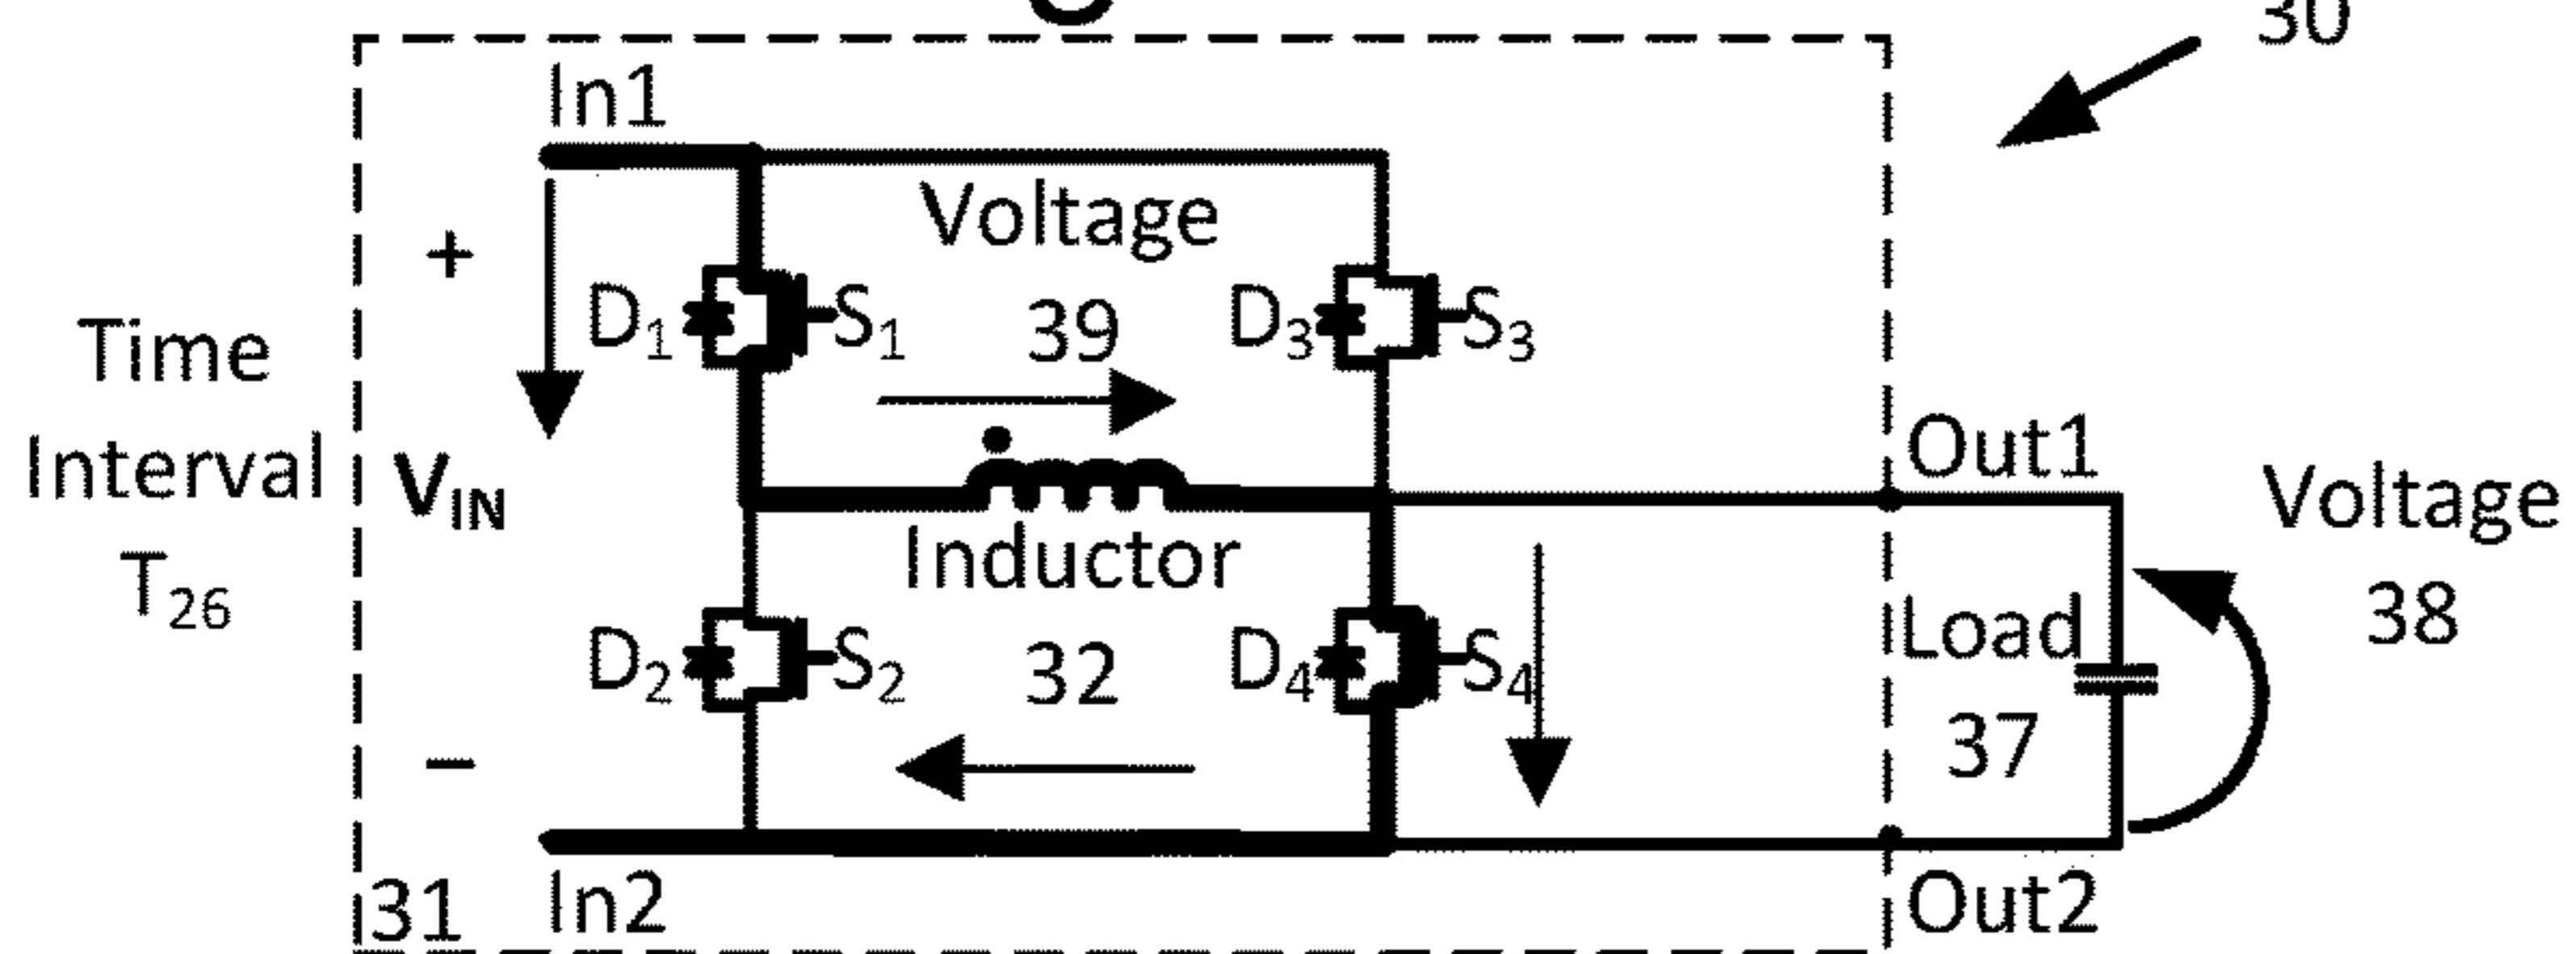 30
In1
+
Voltage
39
D1
S1
D3
S3
Time
Interval
T26
VIN
Out1
Voltage
38
Inductor
32
D2
S2
D4
S4
Load
37
−
31
In2
Out2